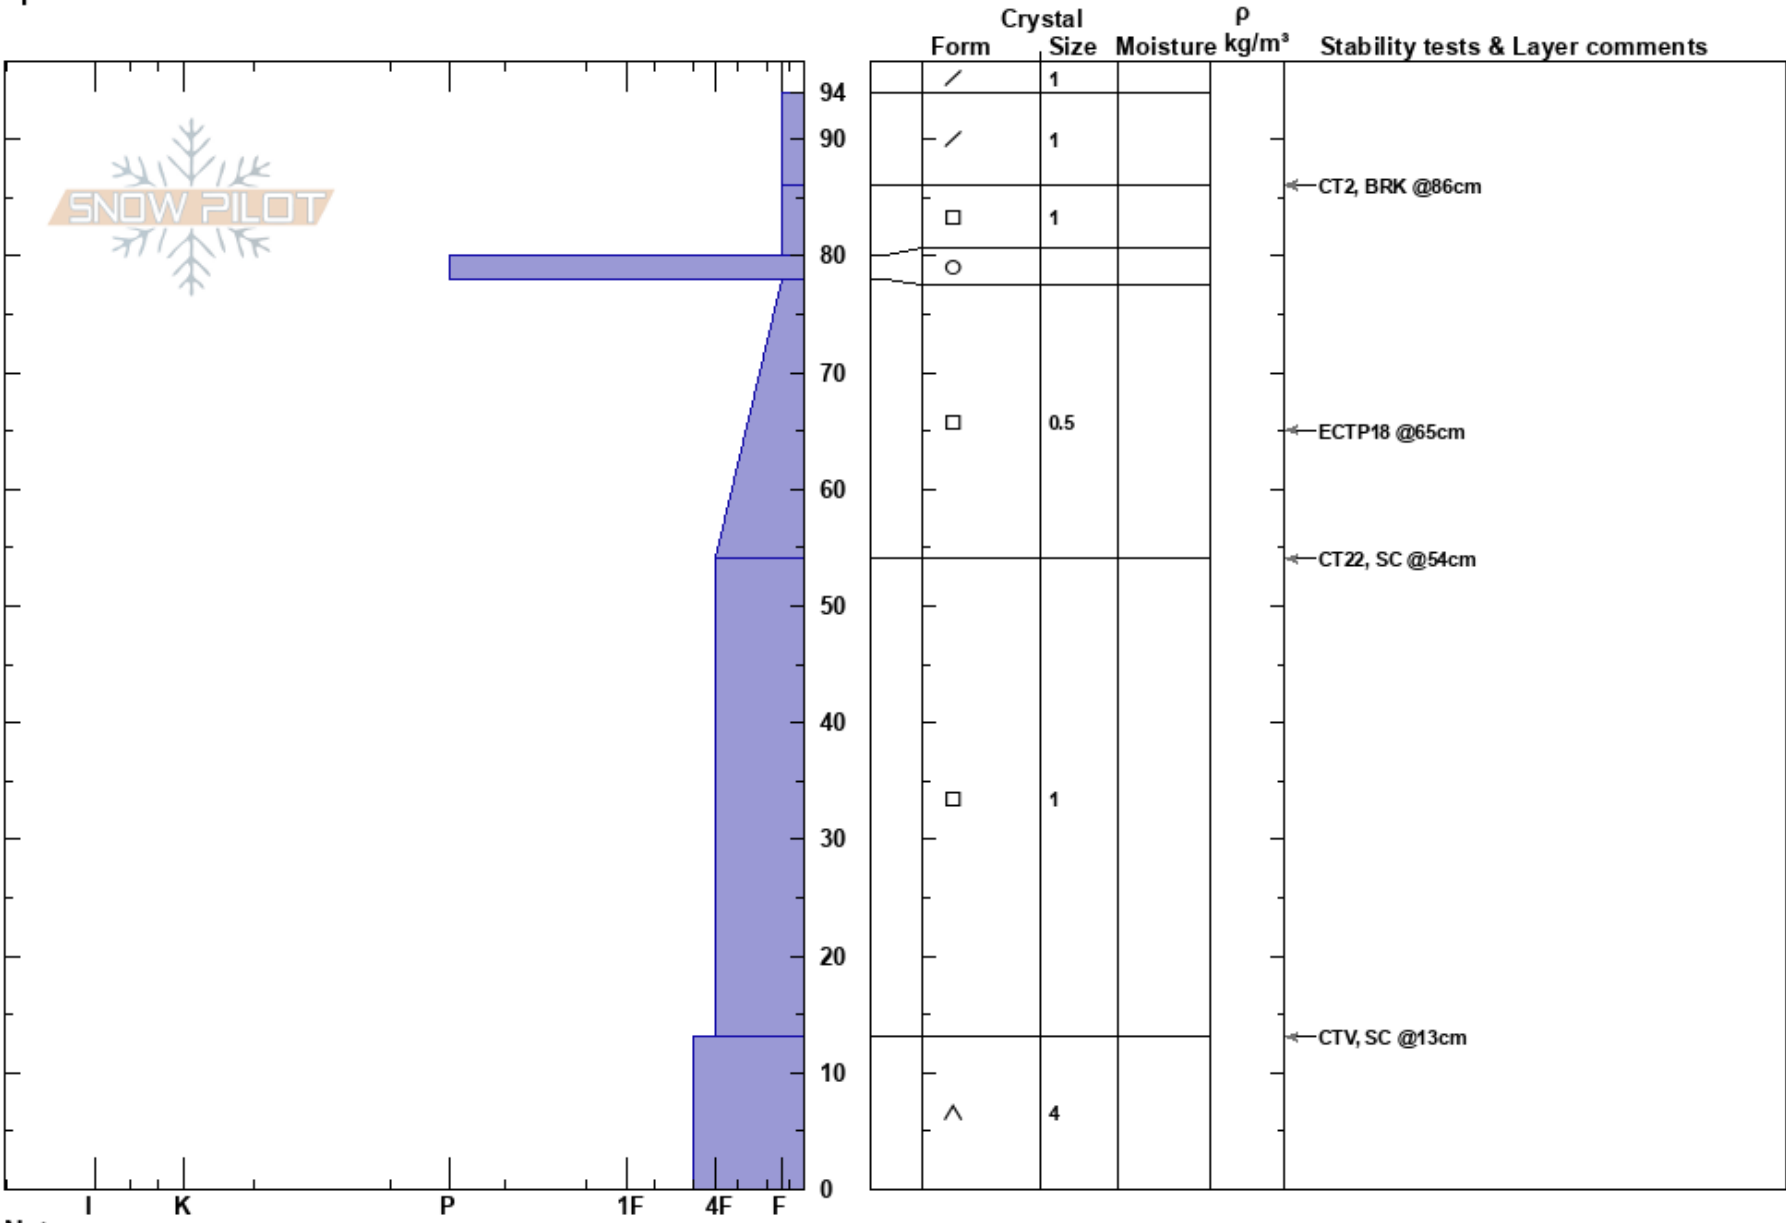 Crystal ρ
Form Size Moisture kg/m³ Stability tests & Layer comments
1
94
90 1
CT2, BRK @86cm
SNOW PILOT
1
80
70
0.5
ECTP18 @65cm
60
CT22, SC @54cm
50
40
1
30
20
CTV, SC @13cm
10
4
0
I K P 1F 4F F